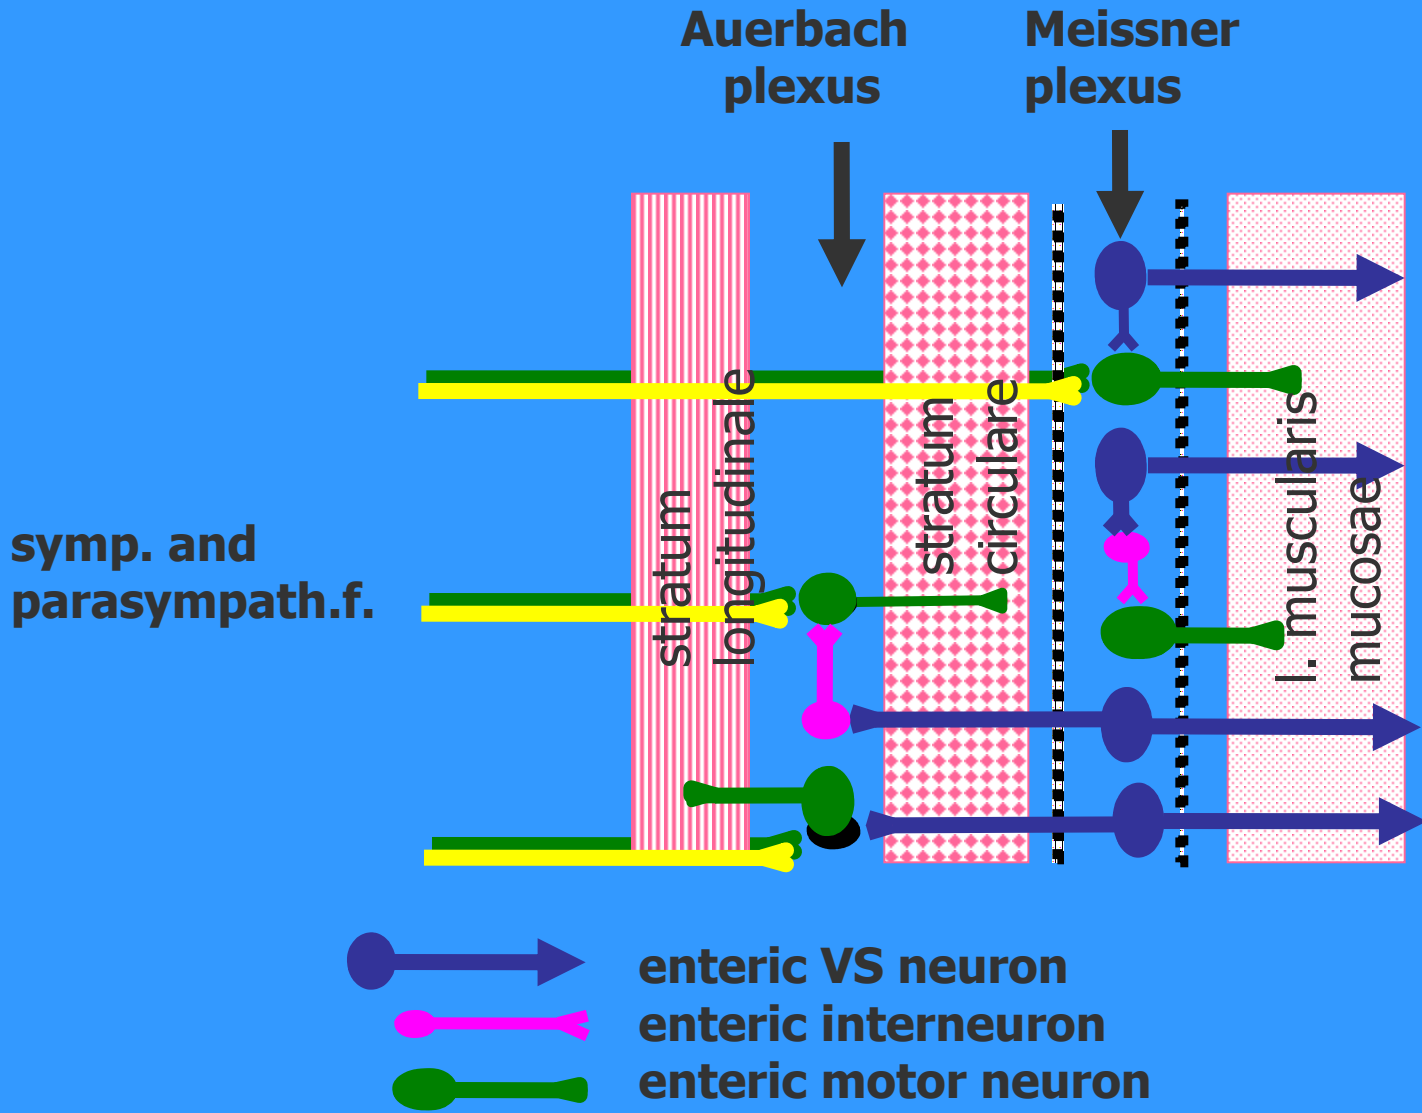 Auerbach
plexus
Meissner
plexus
symp. and
parasympath.f.
stratum
longitudinale
stratum
circulare
l. muscularis
mucosae
enteric VS neuron
enteric interneuron
enteric motor neuron